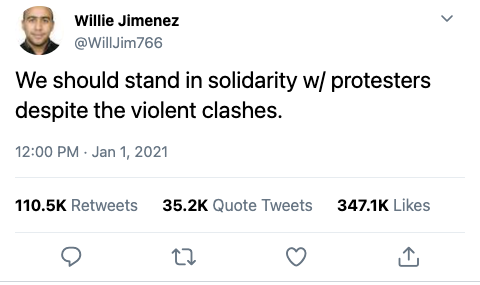 Willie Jimenez
@WillJim766
We should stand in solidarity w/ protesters
despite the violent clashes.
12:00 PM · Jan 1, 2021
110.5K Retweets 35.2K Quote Tweets 347.1K Likes